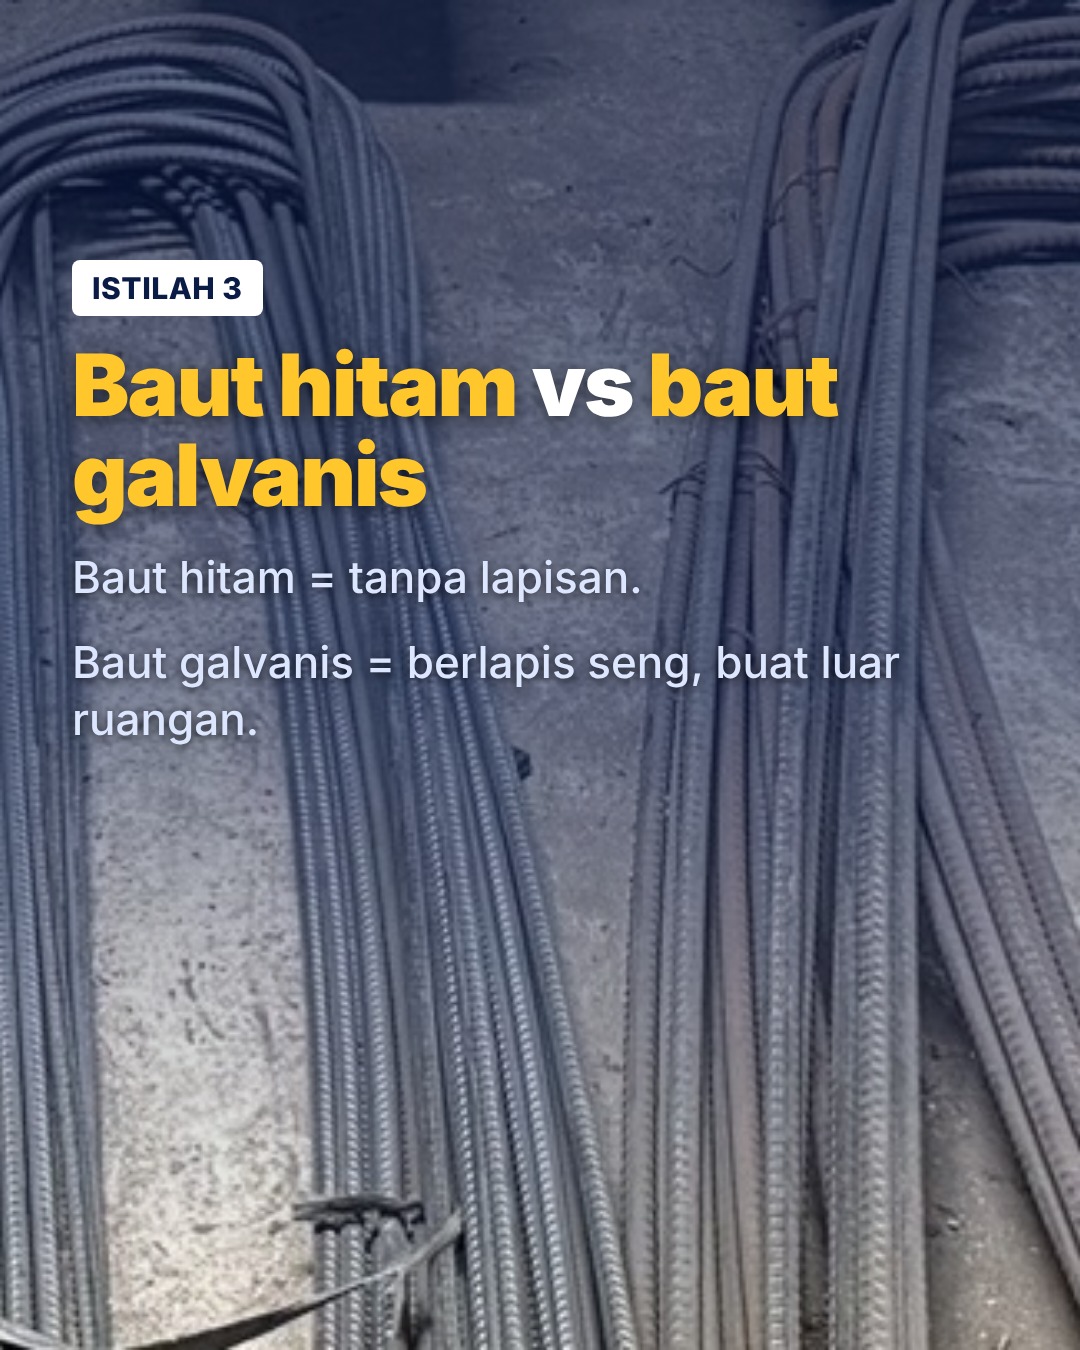 ISTILAH 3
Baut hitam vs baut
galvanis
Baut hitam = tanpa lapisan.
Baut galvanis = berlapis seng, buat luar
ruangan.